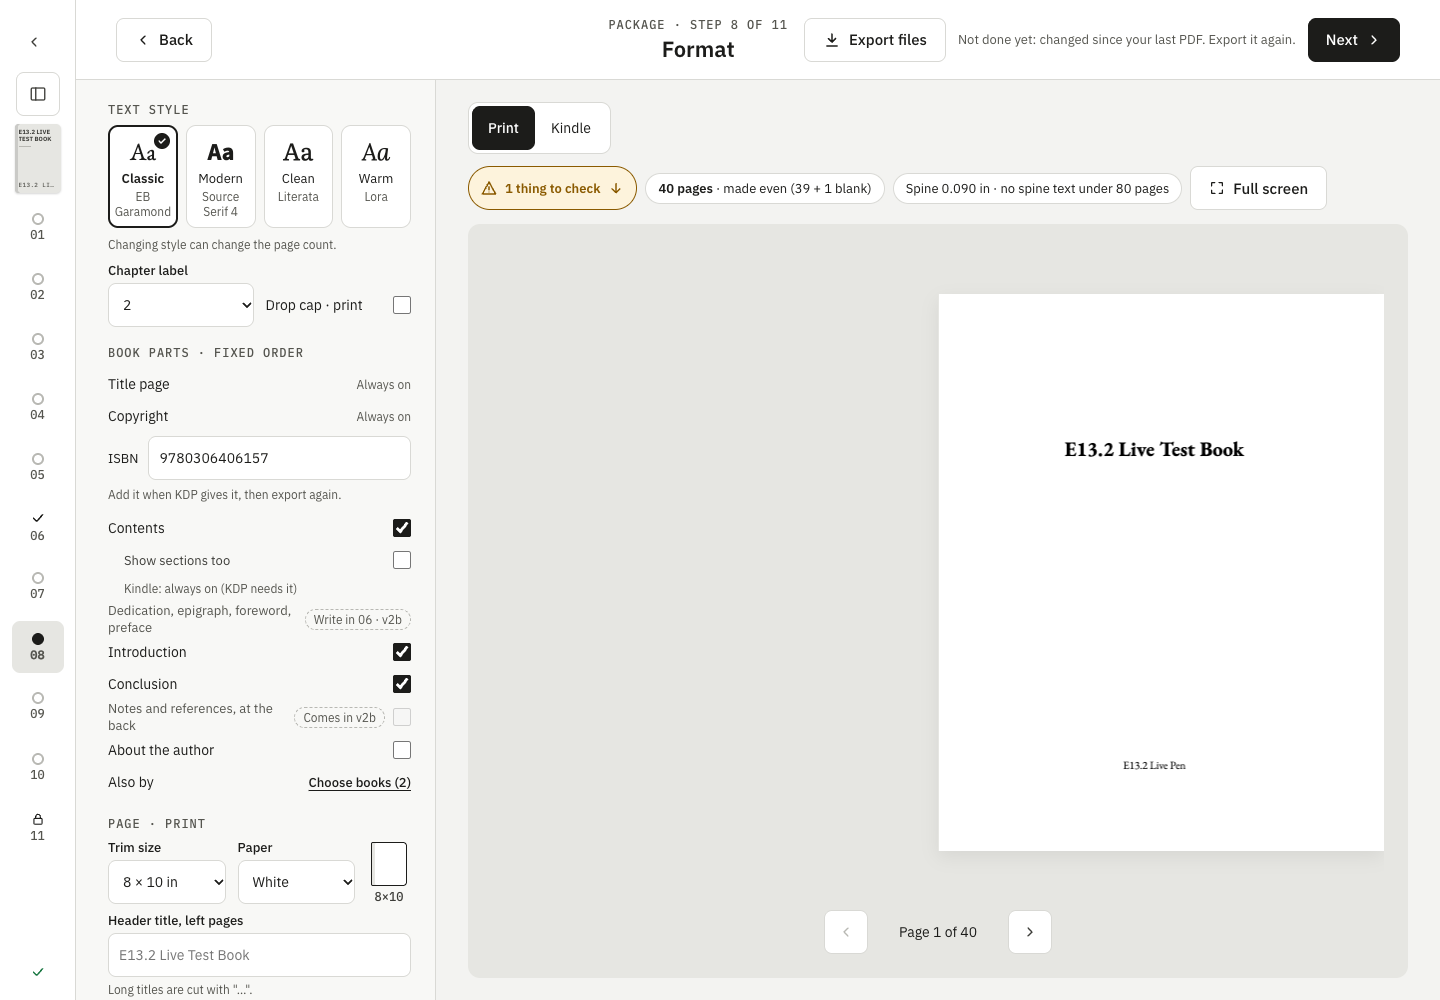 Back
PACKAGE · STEP 8 OF 11
Format
Export files
Not done yet: changed since your last PDF. Export it again.
Next
E13.2 LIVE
TEST BOOK
E13.2 LI…
01
02
03
04
05
06
07
08
09
10
11
TEXT STYLE
Aa
Classic
EB
Garamond
Aa
Modern
Source
Serif 4
Aa
Clean
Literata
Aa
Warm
Lora
Changing style can change the page count.
Chapter label
2
Drop cap · print
BOOK PARTS · FIXED ORDER
Title page
Always on
Copyright
Always on
ISBN
9780306406157
Add it when KDP gives it, then export again.
Contents
Show sections too
Kindle: always on (KDP needs it)
Dedication, epigraph, foreword,
preface
Write in 06 · v2b
Introduction
Conclusion
Notes and references, at the
back
Comes in v2b
About the author
Also by
Choose books (2)
PAGE · PRINT
Trim size
8 × 10 in
Paper
White
8×10
Header title, left pages
E13.2 Live Test Book
Long titles are cut with "…".
Print
Kindle
1 thing to check
40 pages · made even (39 + 1 blank)
Spine 0.090 in · no spine text under 80 pages
Full screen
E13.2 Live Test Book
E13.2 Live Pen
Page 1 of 40